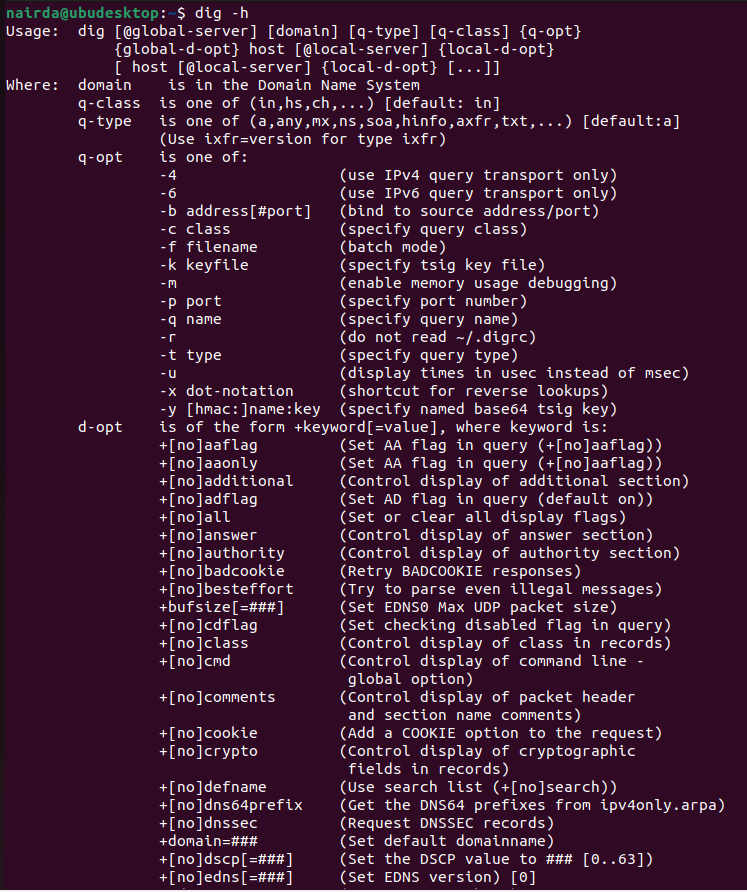 nairda@ubudesktop:~$ dig -h
Usage:  dig [@global-server] [domain] [q-type] [q-class] {q-opt}
            {global-d-opt} host [@local-server] {local-d-opt}
            [ host [@local-server] {local-d-opt} [...]]
Where:  domain    is in the Domain Name System
        q-class  is one of (in,hs,ch,...) [default: in]
        q-type   is one of (a,any,mx,ns,soa,hinfo,axfr,txt,...) [default:a]
                 (Use ixfr=version for type ixfr)
        q-opt    is one of:
                 -4                  (use IPv4 query transport only)
                 -6                  (use IPv6 query transport only)
                 -b address[#port]   (bind to source address/port)
                 -c class            (specify query class)
                 -f filename         (batch mode)
                 -k keyfile          (specify tsig key file)
                 -m                  (enable memory usage debugging)
                 -p port             (specify port number)
                 -q name             (specify query name)
                 -r                  (do not read ~/.digrc)
                 -t type             (specify query type)
                 -u                  (display times in usec instead of msec)
                 -x dot-notation     (shortcut for reverse lookups)
                 -y [hmac:]name:key  (specify named base64 tsig key)
        d-opt    is of the form +keyword[=value], where keyword is:
                 +[no]aaflag         (Set AA flag in query (+[no]aaflag))
                 +[no]aaonly         (Set AA flag in query (+[no]aaflag))
                 +[no]additional     (Control display of additional section)
                 +[no]adflag         (Set AD flag in query (default on))
                 +[no]all            (Set or clear all display flags)
                 +[no]answer         (Control display of answer section)
                 +[no]authority      (Control display of authority section)
                 +[no]badcookie      (Retry BADCOOKIE responses)
                 +[no]besteffort     (Try to parse even illegal messages)
                 +bufsize[=###]      (Set EDNS0 Max UDP packet size)
                 +[no]cdflag         (Set checking disabled flag in query)
                 +[no]class          (Control display of class in records)
                 +[no]cmd            (Control display of command line -
                                      global option)
                 +[no]comments       (Control display of packet header
                                      and section name comments)
                 +[no]cookie         (Add a COOKIE option to the request)
                 +[no]crypto         (Control display of cryptographic
                                      fields in records)
                 +[no]defname        (Use search list (+[no]search))
                 +[no]dns64prefix    (Get the DNS64 prefixes from ipv4only.arpa)
                 +[no]dnssec         (Request DNSSEC records)
                 +domain=###         (Set default domainname)
                 +[no]dscp[=###]     (Set the DSCP value to ### [0..63])
                 +[no]edns[=###]     (Set EDNS version) [0]